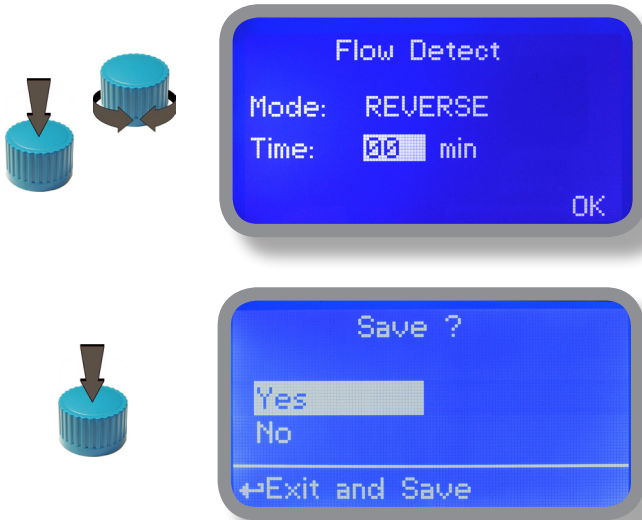 Flow Detect
Mode: REVERSE
Time: 00 min
OK
Save ?
Yes
No
↩Exit and Save